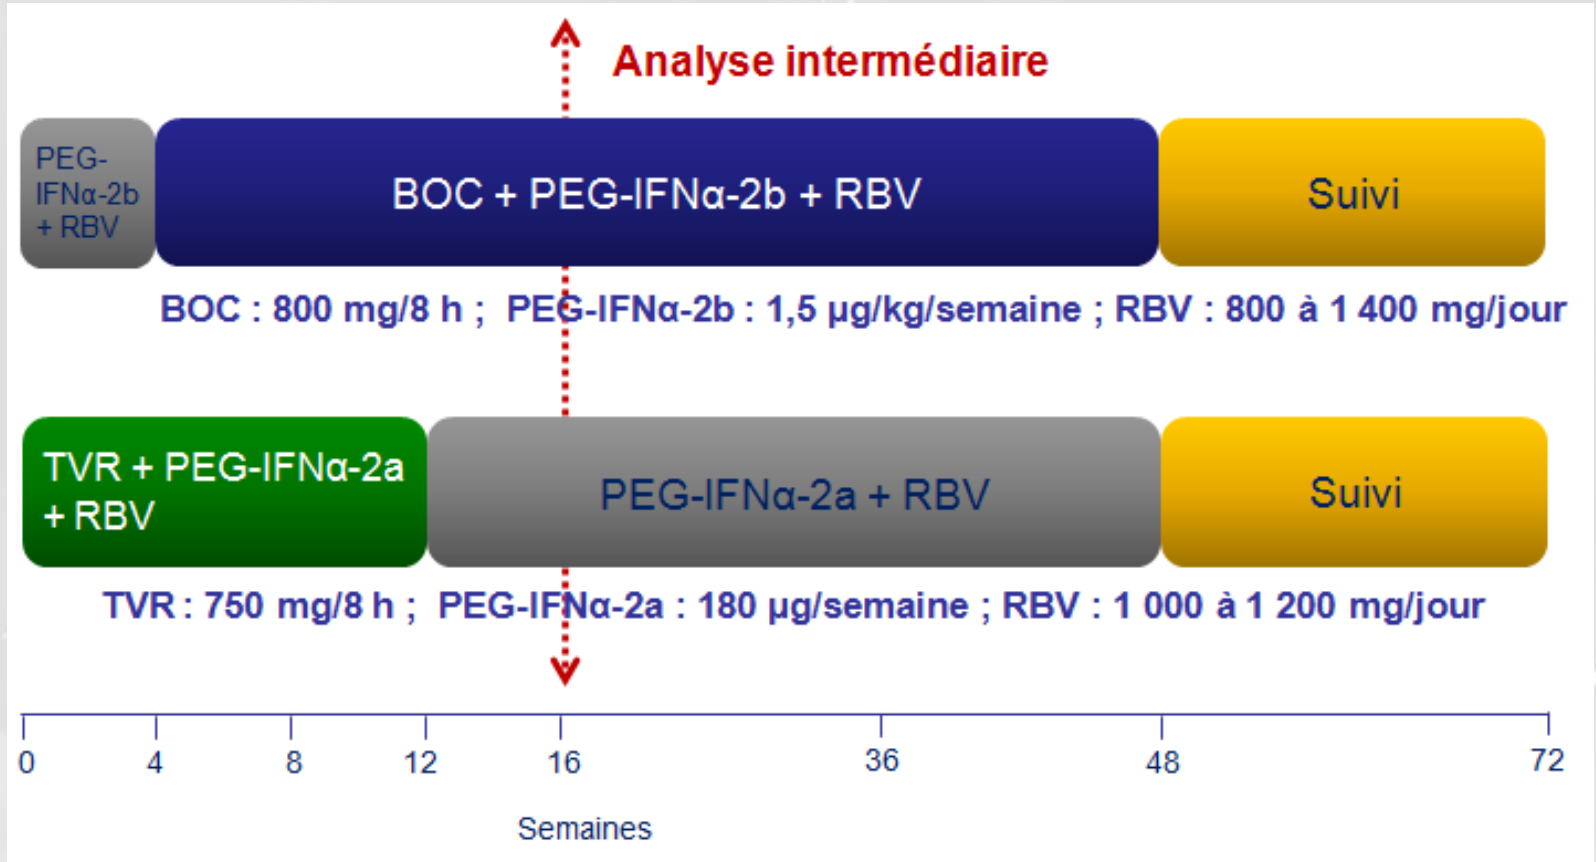 Analyse intermédiaire
PEG-
IFNα-2b
+ RBV
BOC + PEG-IFNα-2b + RBV
Suivi
BOC : 800 mg/8 h ; PEG-IFNα-2b : 1,5 µg/kg/semaine ; RBV : 800 à 1 400 mg/jour
TVR + PEG-IFNα-2a
+ RBV
PEG-IFNα-2a + RBV
Suivi
TVR : 750 mg/8 h ; PEG-IFNα-2a : 180 µg/semaine ; RBV : 1 000 à 1 200 mg/jour
0 4 8 12 16 36 48 72
Semaines